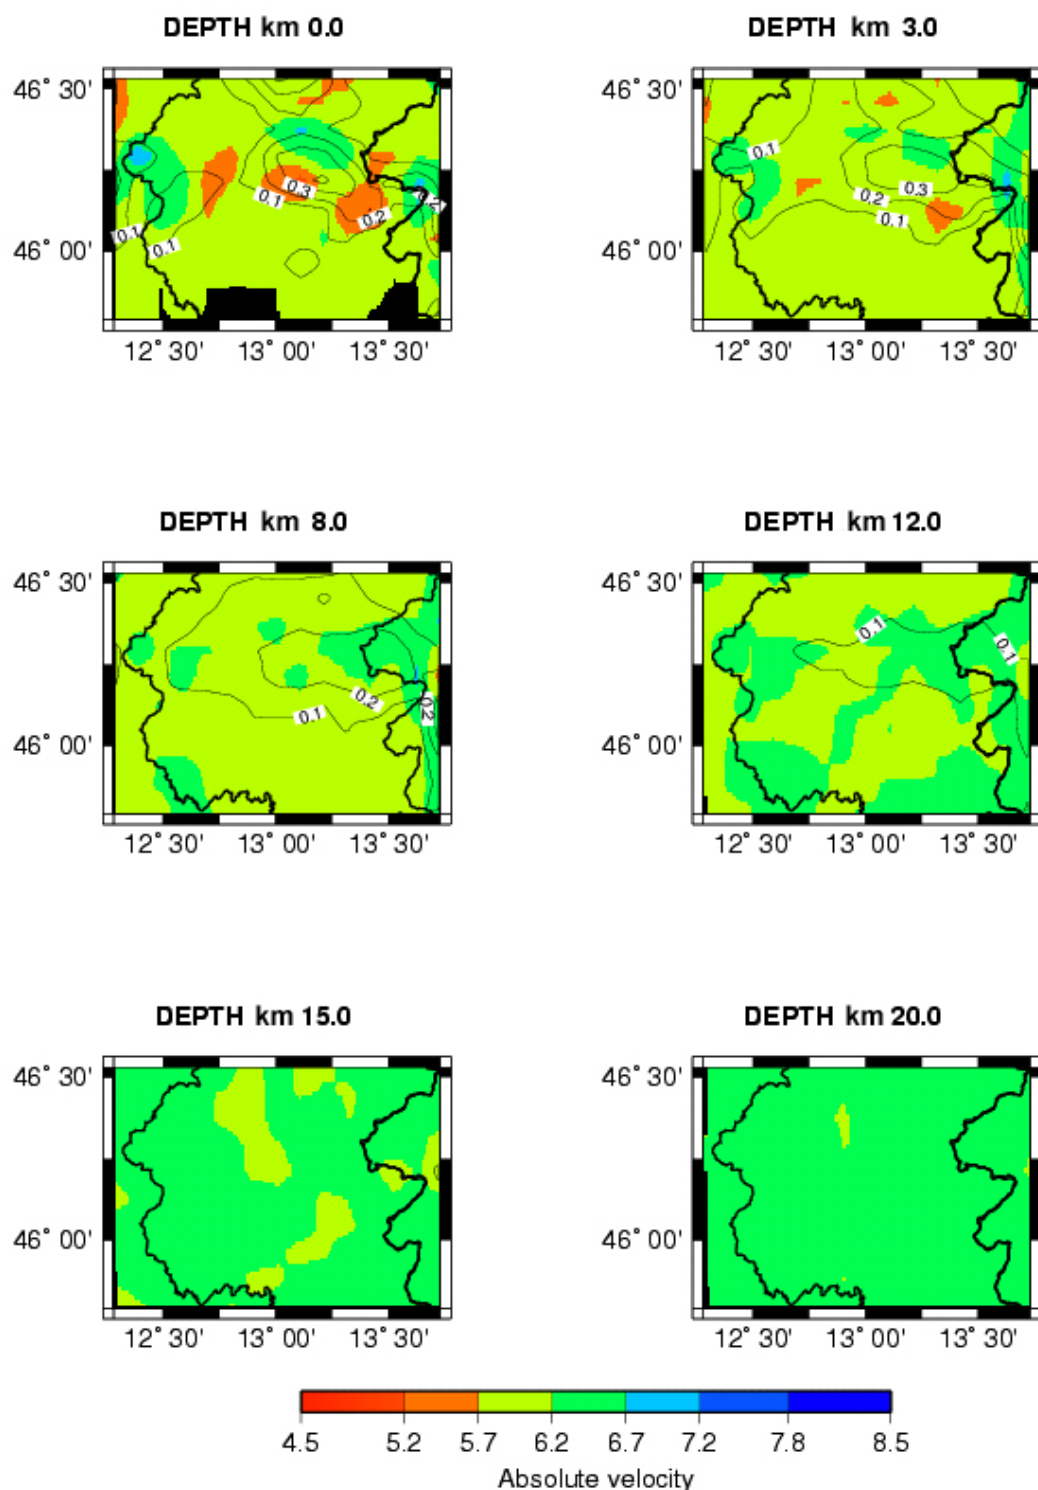 DEPTH km 0.0
DEPTH km 3.0
46° 30'
0.3
0.1
0.2
0.2
0.1
0.1
46° 00'
12° 30' 13° 00' 13° 30'
46° 30'
0.1
0.3
0.2
0.1
46° 00'
12° 30' 13° 00' 13° 30'
DEPTH km 8.0
DEPTH km 12.0
46° 30'
0.2
0.1
0.2
46° 00'
12° 30' 13° 00' 13° 30'
46° 30'
0.1
0.1
46° 00'
12° 30' 13° 00' 13° 30'
DEPTH km 15.0
DEPTH km 20.0
46° 30'
46° 00'
12° 30' 13° 00' 13° 30'
46° 30'
46° 00'
12° 30' 13° 00' 13° 30'
4.5 5.2 5.7 6.2 6.7 7.2 7.8 8.5
Absolute velocity